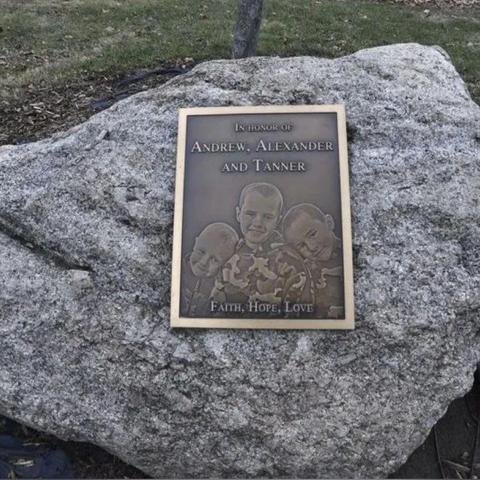 In honor of
Andrew, Alexander
and Tanner
Faith, Hope, Love